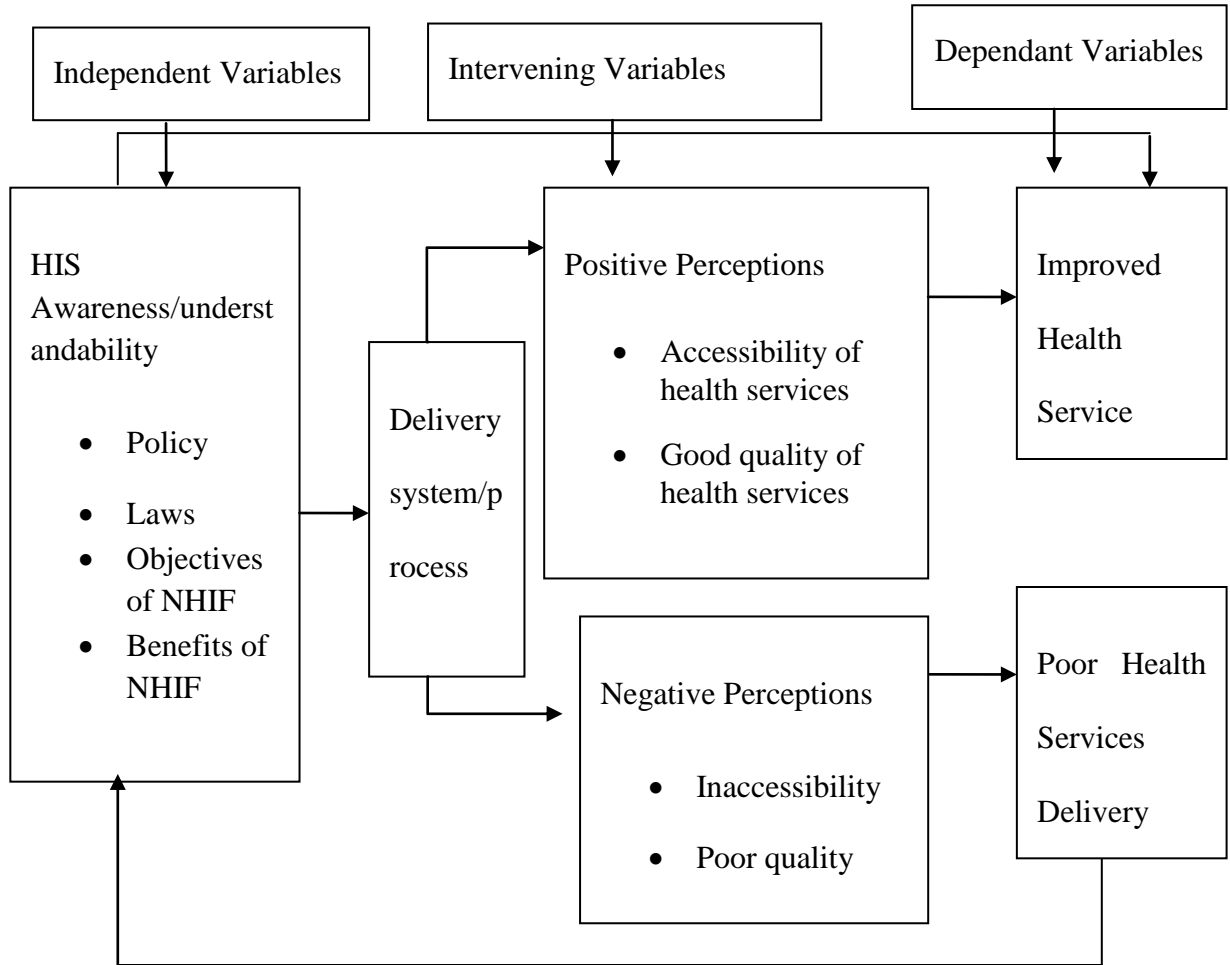 Independent Variables
Intervening Variables
Dependant Variables
HIS
Awareness/underst
andability
• Policy
• Laws
• Objectives
of NHIF
• Benefits of
NHIF
Delivery
system/p
rocess
Positive Perceptions
• Accessibility of
health services
• Good quality of
health services
Negative Perceptions
• Inaccessibility
• Poor quality
Improved
Health
Service
Poor Health
Services
Delivery